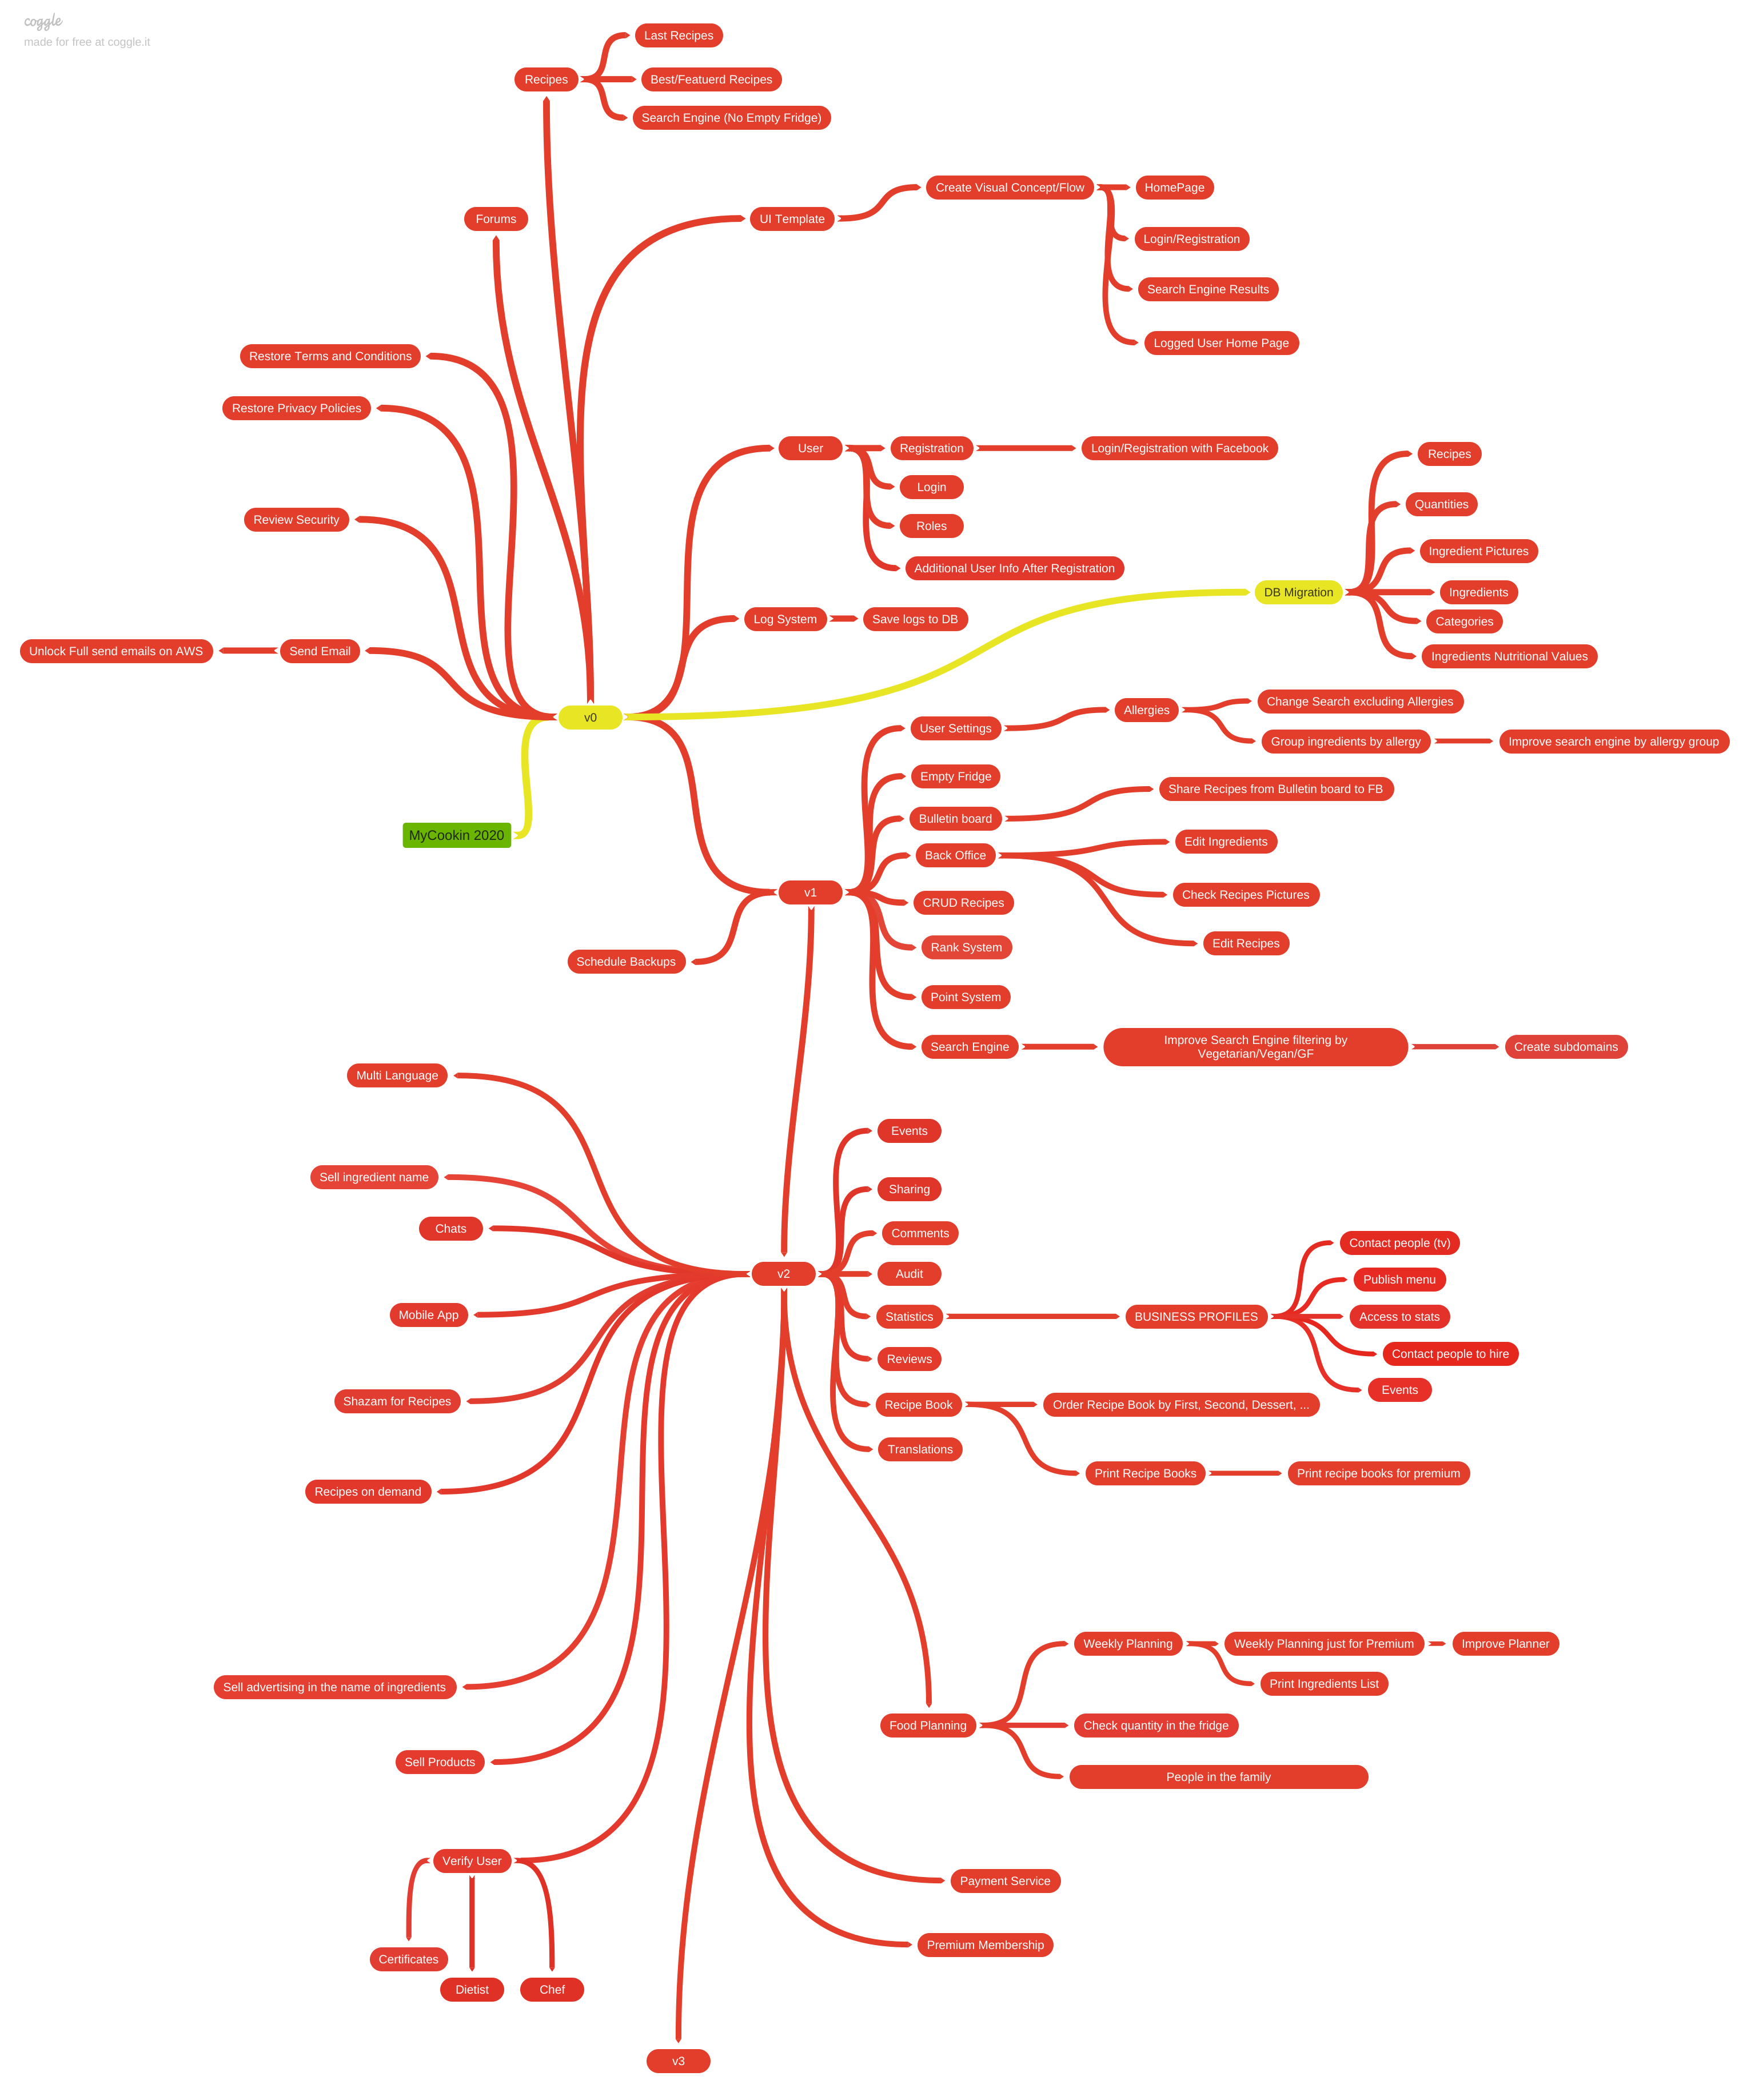 coggle
made for free at coggle.it
Last Recipes
Recipes
Best/Featuerd Recipes
Search Engine (No Empty Fridge)
Create Visual Concept/Flow
HomePage
Forums
UI Template
Login/Registration
Search Engine Results
Logged User Home Page
Restore Terms and Conditions
Restore Privacy Policies
User
Registration
Login/Registration with Facebook
Recipes
Login
Quantities
Review Security
Roles
Ingredient Pictures
Additional User Info After Registration
DB Migration
Ingredients
Log System
Save logs to DB
Categories
Unlock Full send emails on AWS
Send Email
Ingredients Nutritional Values
v0
Change Search excluding Allergies
Allergies
User Settings
Group ingredients by allergy
Improve search engine by allergy group
Empty Fridge
Share Recipes from Bulletin board to FB
Bulletin board
MyCookin 2020
Edit Ingredients
Back Office
v1
Check Recipes Pictures
CRUD Recipes
Edit Recipes
Rank System
Schedule Backups
Point System
Search Engine
Improve Search Engine filtering by
Vegetarian/Vegan/GF
Create subdomains
Multi Language
Events
Sell ingredient name
Sharing
Chats
Comments
Contact people (tv)
v2
Audit
Publish menu
Mobile App
Statistics
BUSINESS PROFILES
Access to stats
Reviews
Contact people to hire
Events
Shazam for Recipes
Recipe Book
Order Recipe Book by First, Second, Dessert, ...
Translations
Print Recipe Books
Print recipe books for premium
Recipes on demand
Weekly Planning
Weekly Planning just for Premium
Improve Planner
Sell advertising in the name of ingredients
Print Ingredients List
Food Planning
Check quantity in the fridge
Sell Products
People in the family
Verify User
Payment Service
Premium Membership
Certificates
Dietist
Chef
v3